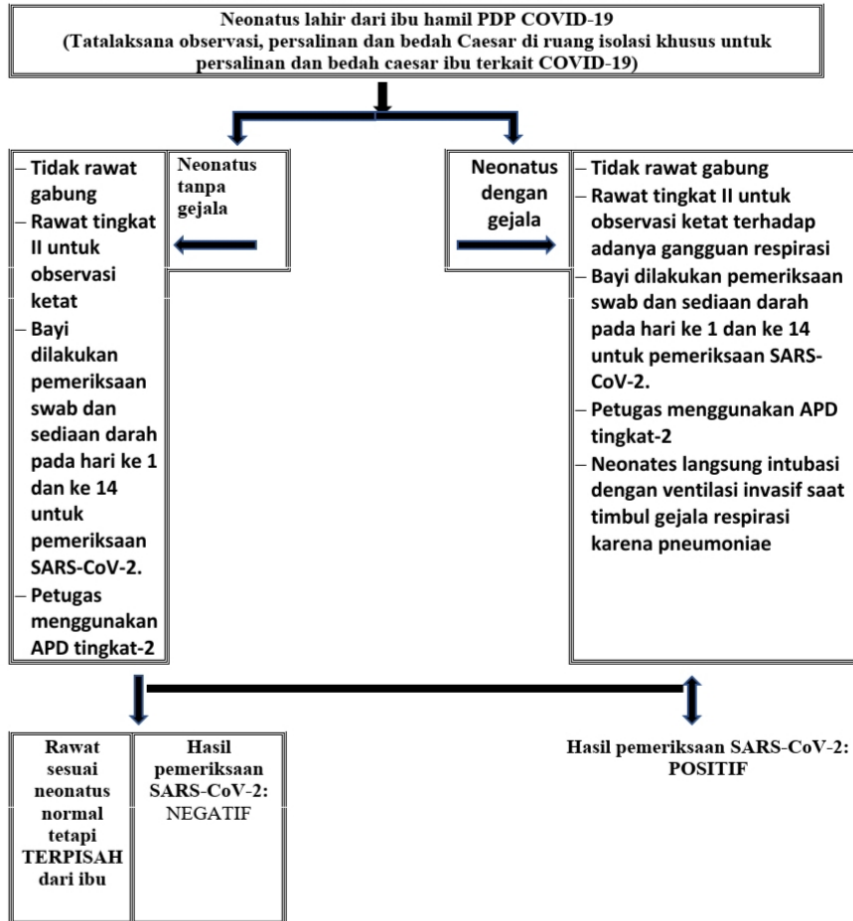 Neonatus lahir dari ibu hamil PDP COVID-19
(Tatalaksana observasi, persalinan dan bedah Caesar di ruang isolasi khusus untuk
persalinan dan bedah caesar ibu terkait COVID-19)
– Tidak rawat
gabung
– Rawat tingkat
II untuk
observasi
ketat
– Bayi
dilakukan
pemeriksaan
swab dan
sediaan darah
pada hari ke 1
dan ke 14
untuk
pemeriksaan
SARS-CoV-2.
– Petugas
menggunakan
APD tingkat-2
Neonatus
tanpa
gejala
Neonatus
dengan
gejala
– Tidak rawat gabung
– Rawat tingkat II untuk
observasi ketat terhadap
adanya gangguan respirasi
– Bayi dilakukan pemeriksaan
swab dan sediaan darah
pada hari ke 1 dan ke 14
untuk pemeriksaan SARS-
CoV-2.
– Petugas menggunakan APD
tingkat-2
– Neonates langsung intubasi
dengan ventilasi invasif saat
timbul gejala respirasi
karena pneumoniae
Rawat
sesuai
neonatus
normal
tetapi
TERPISAH
dari ibu
Hasil
pemeriksaan
SARS-CoV-2:
NEGATIF
Hasil pemeriksaan SARS-CoV-2:
POSITIF